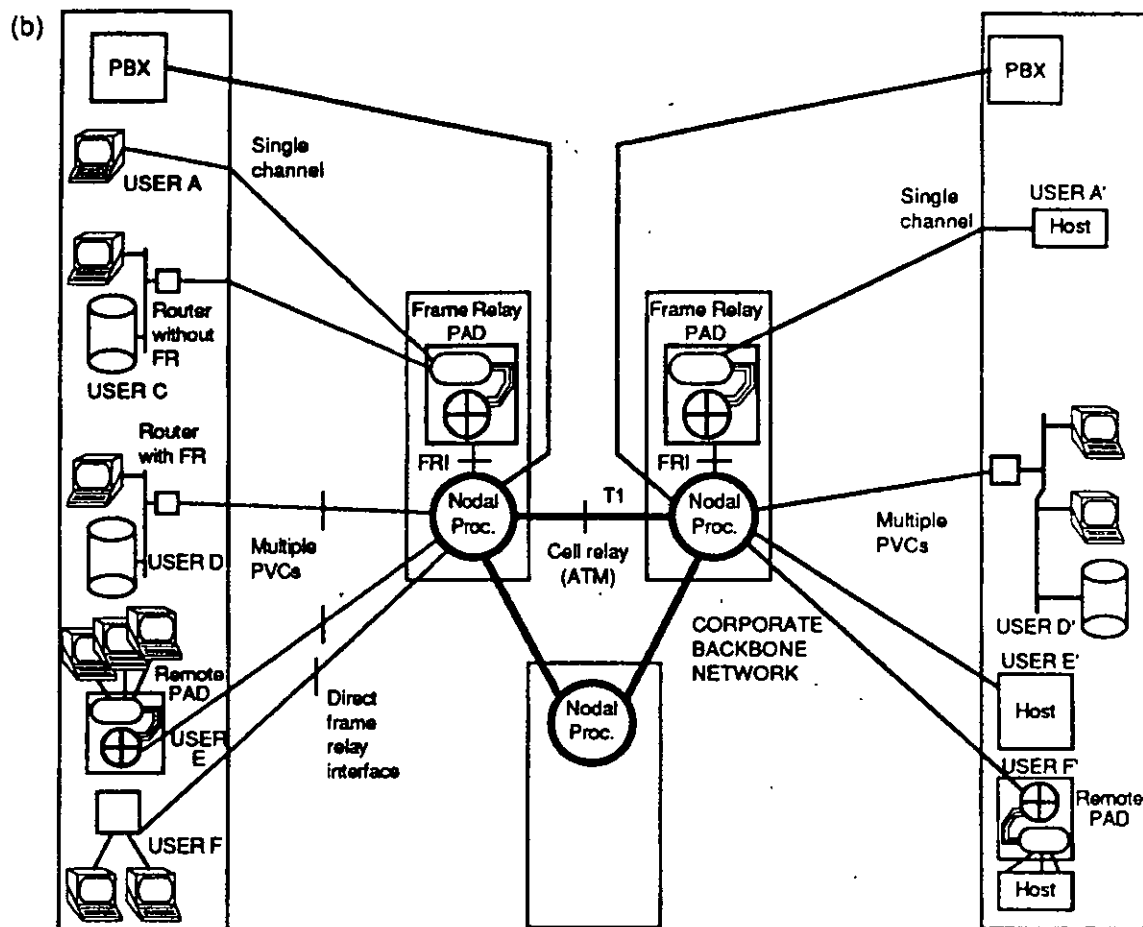 (b)
PBX
USER A
Single
channel
Router
without
FR
USER C
Router
with FR
USER D
Multiple
PVCs
Remote
PAD
USER
E
Direct
frame
relay
interface
USER F
Frame Relay
PAD
FRI
Nodal
Proc.
T1
Cell relay
(ATM)
Frame Relay
PAD
FRI
Nodal
Proc.
CORPORATE
BACKBONE
NETWORK
Nodal
Proc.
PBX
Single
channel
USER A'
Host
Multiple
PVCs
USER D'
USER E'
Host
USER F'
Remote
PAD
Host